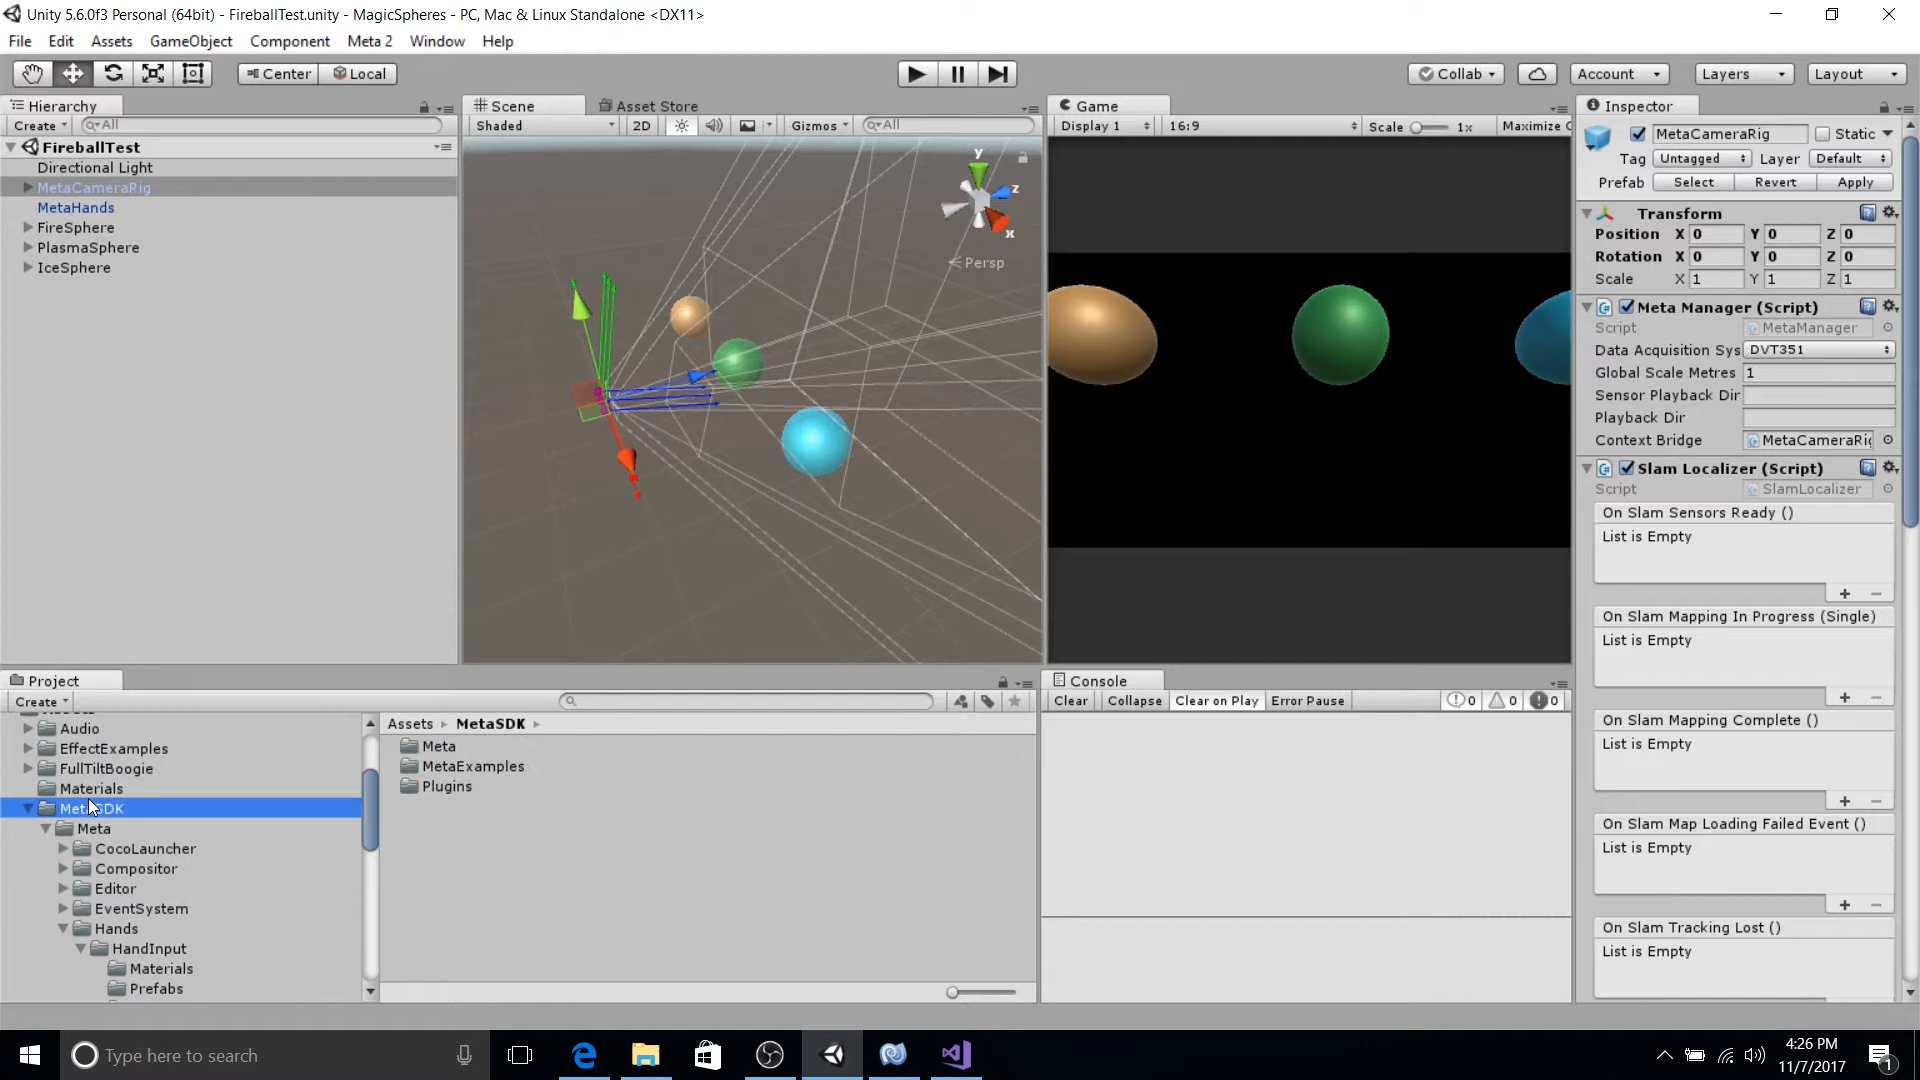 Unity 5.6.0f3 Personal (64bit) - FireballTest.unity - MagicSpheres - PC, Mac & Linux Standalone <DX11>
File Edit Assets GameObject Component Meta 2 Window Help
Center Local Collab Account Layers Layout
Hierarchy
Create All
FireballTest
Directional Light
MetaCameraRig
MetaHands
FireSphere
PlasmaSphere
IceSphere
Scene Asset Store
Shaded 2D Gizmos All
y
z
x
Persp
Game
Display 1 16:9 Scale 1x Maximize
Inspector
MetaCameraRig Static
Tag Untagged Layer Default
Prefab Select Revert Apply
Transform
Position X 0 Y 0 Z 0
Rotation X 0 Y 0 Z 0
Scale X 1 Y 1 Z 1
Meta Manager (Script)
Script MetaManager
Data Acquisition Sys DVT351
Global Scale Metres 1
Sensor Playback Dir
Playback Dir
Context Bridge MetaCameraRig
Slam Localizer (Script)
Script SlamLocalizer
On Slam Sensors Ready ()
List is Empty
+ −
On Slam Mapping In Progress (Single)
List is Empty
+ −
On Slam Mapping Complete ()
List is Empty
+ −
On Slam Map Loading Failed Event ()
List is Empty
+ −
On Slam Tracking Lost ()
List is Empty
Project
Create
Audio
EffectExamples
FullTiltBoogie
Materials
MetaSDK
Meta
CocoLauncher
Compositor
Editor
EventSystem
Hands
HandInput
Materials
Prefabs
Assets MetaSDK
Meta
MetaExamples
Plugins
Console
Clear Collapse Clear on Play Error Pause 0 0 0
Type here to search
4:26 PM
11/7/2017
1